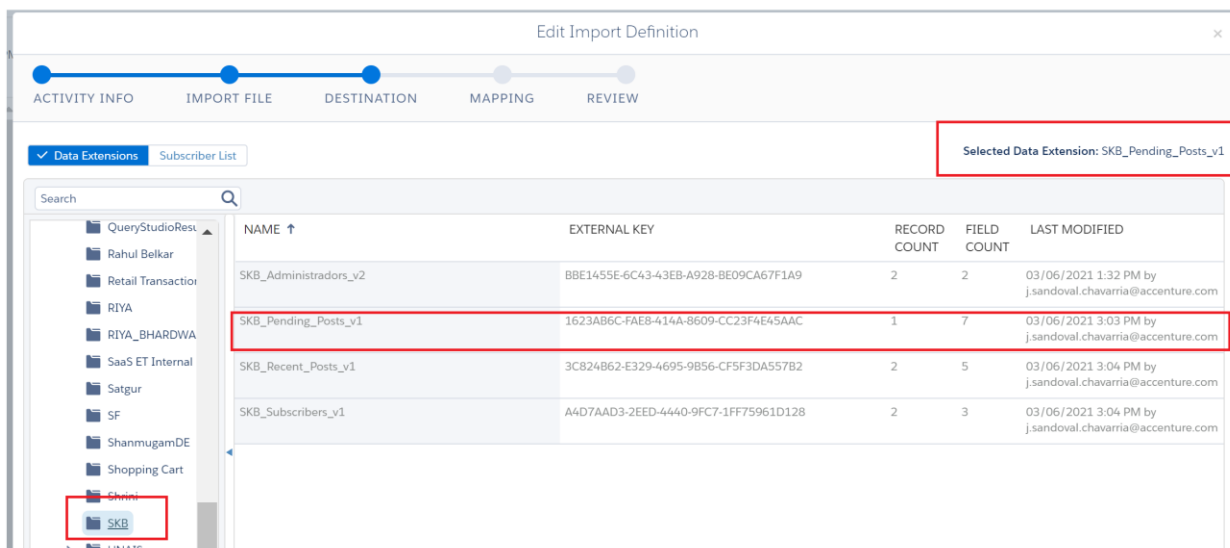 Edit Import Definition
×
ACTIVITY INFO IMPORT FILE DESTINATION MAPPING REVIEW
Data Extensions Subscriber List
Selected Data Extension: SKB_Pending_Posts_v1
Search
QueryStudioResu
Rahul Belkar
Retail Transaction
RIYA
RIYA_BHARDWA
SaaS ET Internal
Satgur
SF
ShanmugamDE
Shopping Cart
Shrini
SKB
UNAIS
NAME ↑ EXTERNAL KEY RECORD COUNT FIELD COUNT LAST MODIFIED
SKB_Administradors_v2 BBE1455E-6C43-43EB-A928-BE09CA67F1A9 2 2 03/06/2021 1:32 PM by
j.sandoval.chavarria@accenture.com
SKB_Pending_Posts_v1 1623AB6C-FAE8-414A-8609-CC23F4E45AAC 1 7 03/06/2021 3:03 PM by
j.sandoval.chavarria@accenture.com
SKB_Recent_Posts_v1 3C824B62-E329-4695-9B56-CF5F3DA557B2 2 5 03/06/2021 3:04 PM by
j.sandoval.chavarria@accenture.com
SKB_Subscribers_v1 A4D7AAD3-2EED-4440-9FC7-1FF75961D128 2 3 03/06/2021 3:04 PM by
j.sandoval.chavarria@accenture.com